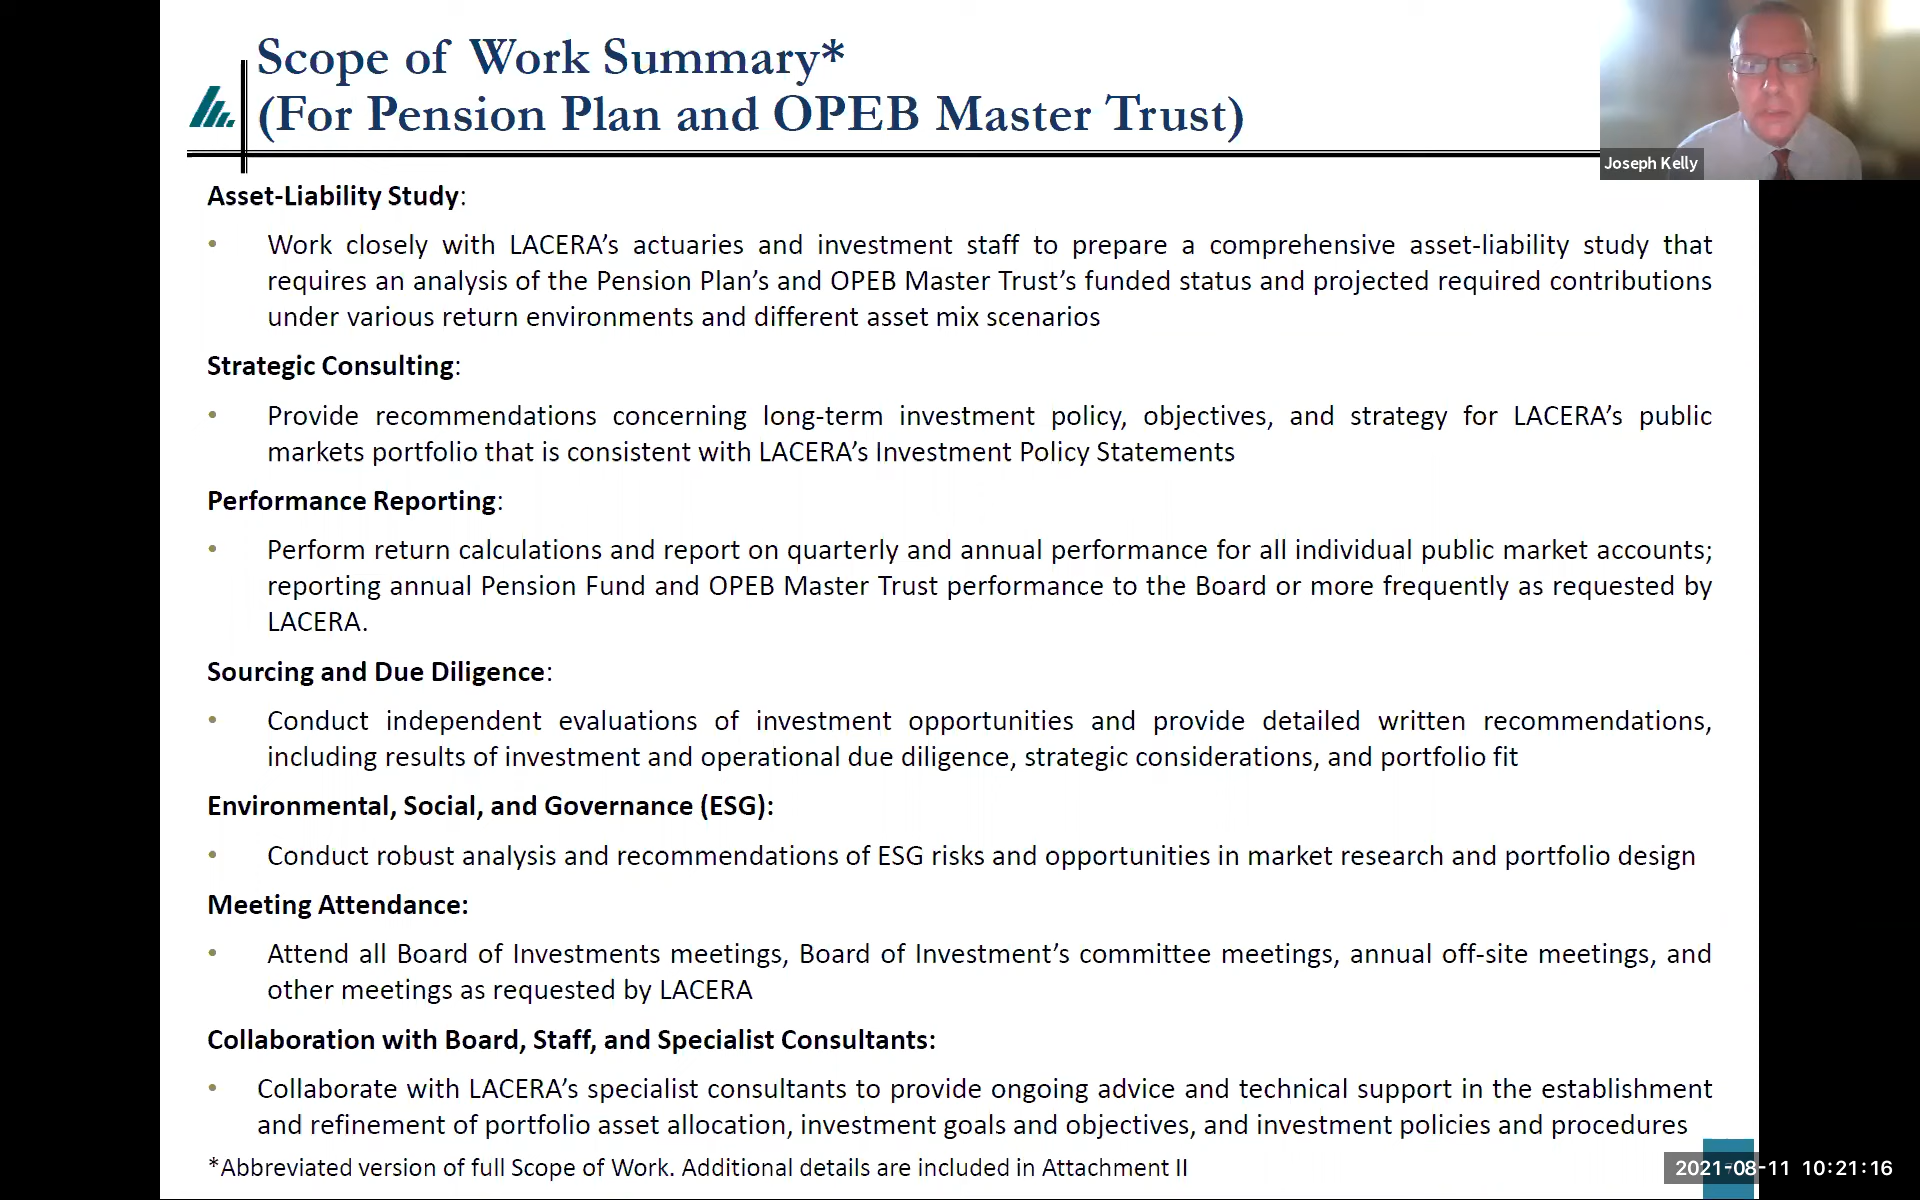 Scope of Work Summary*
(For Pension Plan and OPEB Master Trust)
Joseph Kelly
Asset-Liability Study:
• Work closely with LACERA’s actuaries and investment staff to prepare a comprehensive asset-liability study that
requires an analysis of the Pension Plan’s and OPEB Master Trust’s funded status and projected required contributions
under various return environments and different asset mix scenarios
Strategic Consulting:
• Provide recommendations concerning long-term investment policy, objectives, and strategy for LACERA’s public
markets portfolio that is consistent with LACERA’s Investment Policy Statements
Performance Reporting:
• Perform return calculations and report on quarterly and annual performance for all individual public market accounts;
reporting annual Pension Fund and OPEB Master Trust performance to the Board or more frequently as requested by
LACERA.
Sourcing and Due Diligence:
• Conduct independent evaluations of investment opportunities and provide detailed written recommendations,
including results of investment and operational due diligence, strategic considerations, and portfolio fit
Environmental, Social, and Governance (ESG):
• Conduct robust analysis and recommendations of ESG risks and opportunities in market research and portfolio design
Meeting Attendance:
• Attend all Board of Investments meetings, Board of Investment’s committee meetings, annual off-site meetings, and
other meetings as requested by LACERA
Collaboration with Board, Staff, and Specialist Consultants:
• Collaborate with LACERA’s specialist consultants to provide ongoing advice and technical support in the establishment
and refinement of portfolio asset allocation, investment goals and objectives, and investment policies and procedures
*Abbreviated version of full Scope of Work. Additional details are included in Attachment II
2021-08-11 10:21:16